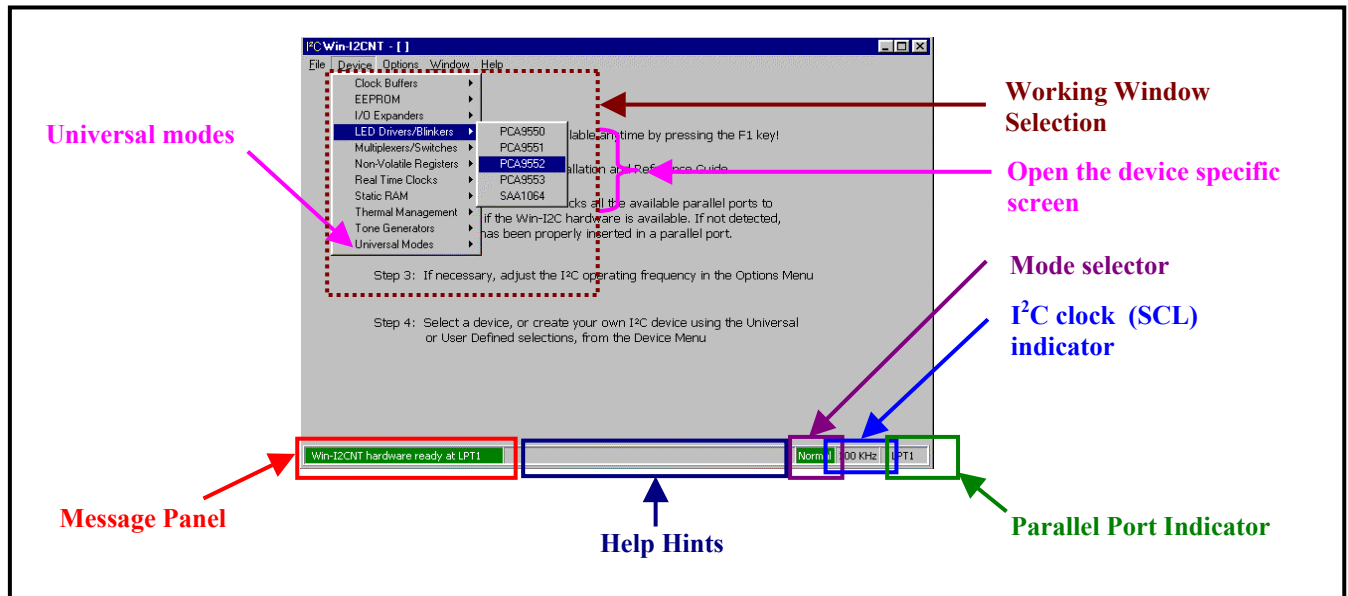 I²C Win-I2CNT - [ ]
File Device Options Window Help
Clock Buffers
EEPROM
I/O Expanders
LED Drivers/Blinkers
Multiplexers/Switches
Non-Volatile Registers
Real Time Clocks
Static RAM
Thermal Management
Tone Generators
Universal Modes
PCA9550
PCA9551
PCA9552
PCA9553
SAA1064
anytime by pressing the F1 key!
and Reference Guide
all the available parallel ports to
if the Win-I2C hardware is available. If not detected,
has been properly inserted in a parallel port.
Step 3: If necessary, adjust the I²C operating frequency in the Options Menu
Step 4: Select a device, or create your own I²C device using the Universal
or User Defined selections, from the Device Menu
Win-I2CNT hardware ready at LPT1
Normal
KHz
LPT1
Universal modes
Working Window
Selection
Open the device specific
screen
Mode selector
I²C clock (SCL)
indicator
Message Panel
Help Hints
Parallel Port Indicator